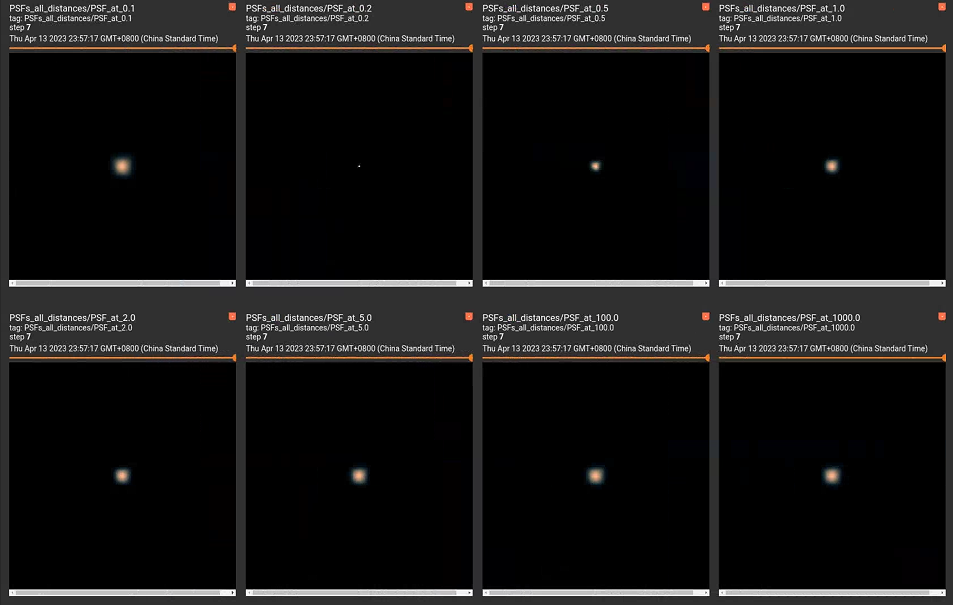 PSFs_all_distances/PSF_at_0.1
tag: PSFs_all_distances/PSF_at_0.1
step 7
Thu Apr 13 2023 23:57:17 GMT+0800 (China Standard Time)
PSFs_all_distances/PSF_at_0.2
tag: PSFs_all_distances/PSF_at_0.2
step 7
Thu Apr 13 2023 23:57:17 GMT+0800 (China Standard Time)
PSFs_all_distances/PSF_at_0.5
tag: PSFs_all_distances/PSF_at_0.5
step 7
Thu Apr 13 2023 23:57:17 GMT+0800 (China Standard Time)
PSFs_all_distances/PSF_at_1.0
tag: PSFs_all_distances/PSF_at_1.0
step 7
Thu Apr 13 2023 23:57:17 GMT+0800 (China Standard Time)
PSFs_all_distances/PSF_at_2.0
tag: PSFs_all_distances/PSF_at_2.0
step 7
Thu Apr 13 2023 23:57:17 GMT+0800 (China Standard Time)
PSFs_all_distances/PSF_at_5.0
tag: PSFs_all_distances/PSF_at_5.0
step 7
Thu Apr 13 2023 23:57:17 GMT+0800 (China Standard Time)
PSFs_all_distances/PSF_at_100.0
tag: PSFs_all_distances/PSF_at_100.0
step 7
Thu Apr 13 2023 23:57:17 GMT+0800 (China Standard Time)
PSFs_all_distances/PSF_at_1000.0
tag: PSFs_all_distances/PSF_at_1000.0
step 7
Thu Apr 13 2023 23:57:17 GMT+0800 (China Standard Time)